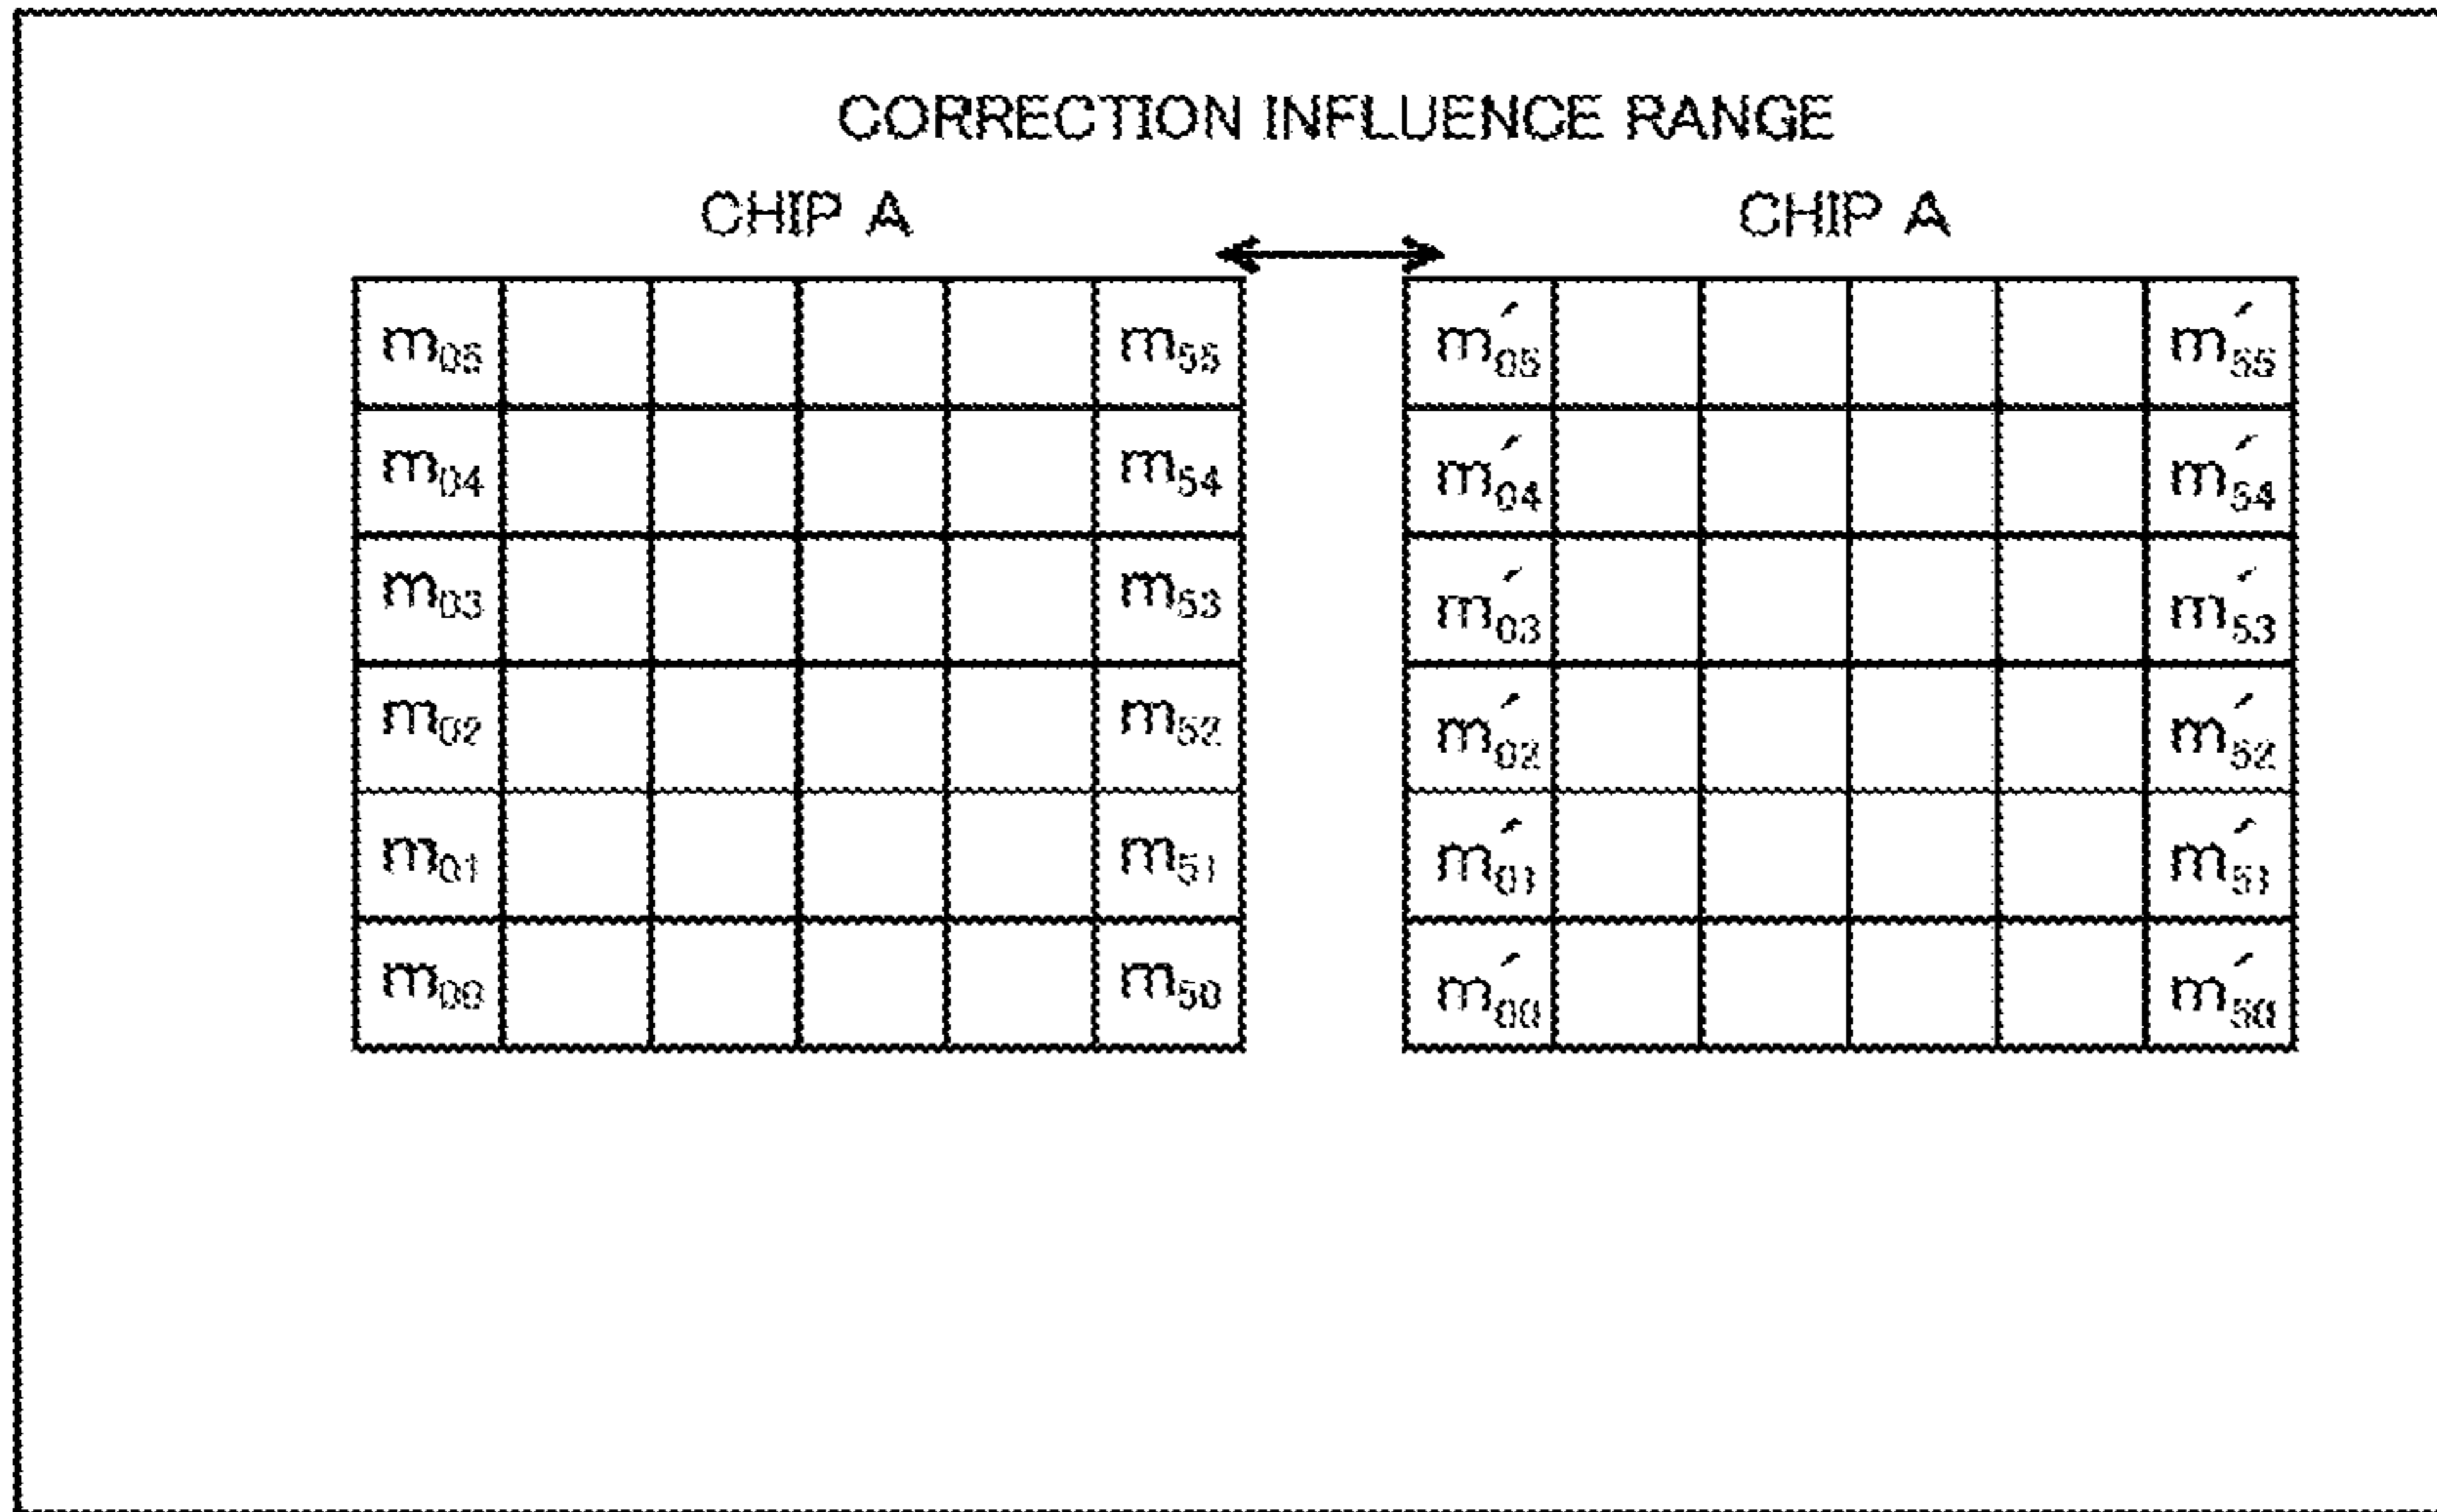 CORRECTION INFLUENCE RANGE
CHIP A CHIP A
m05 m55 m′05 m′55
m04 m54 m′04 m′54
m03 m53 m′03 m′53
m02 m52 m′02 m′52
m01 m51 m′01 m′51
m00 m50 m′00 m′50